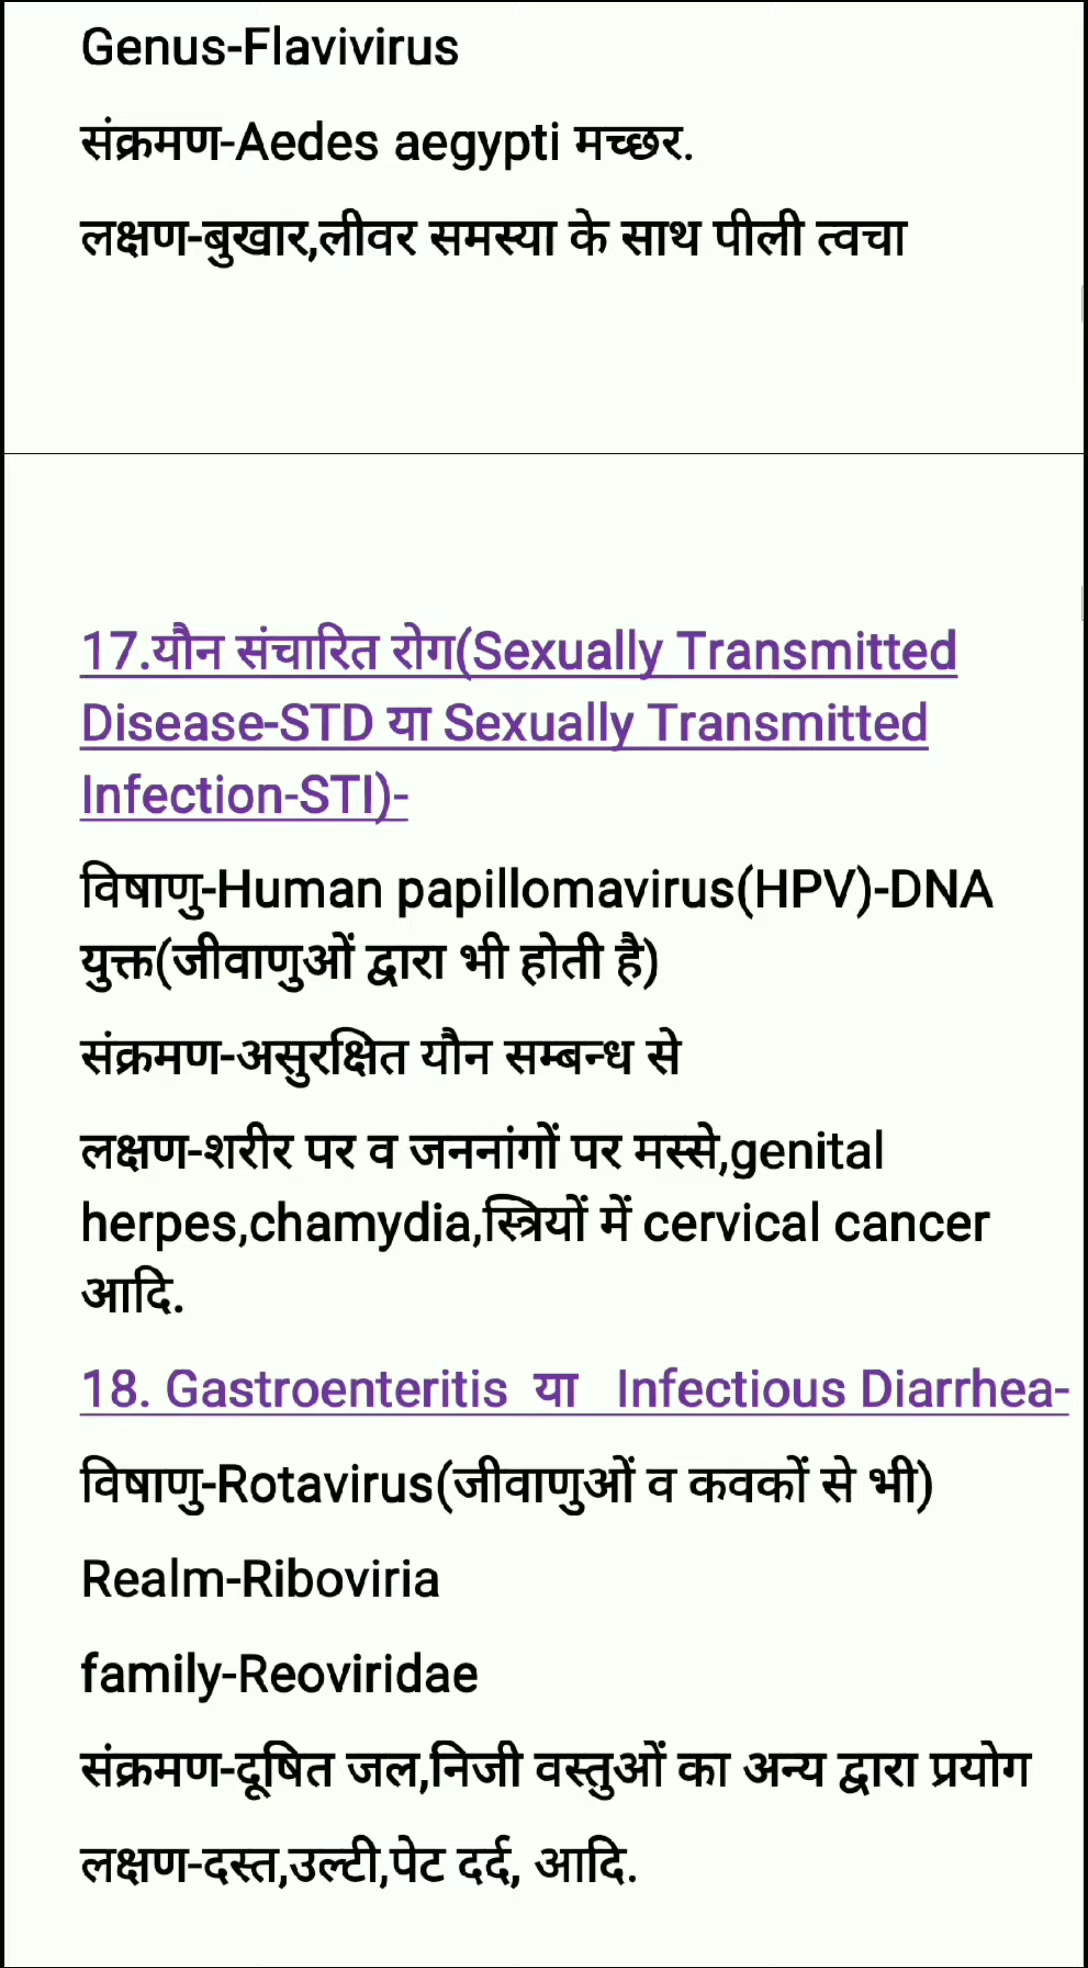 Genus-Flavivirus
संक्रमण-Aedes aegypti मच्छर.
लक्षण-बुखार,लीवर समस्या के साथ पीली त्वचा
17.यौन संचारित रोग(Sexually Transmitted
Disease-STD या Sexually Transmitted
Infection-STI)-
विषाणु-Human papillomavirus(HPV)-DNA
युक्त(जीवाणुओं द्वारा भी होती है)
संक्रमण-असुरक्षित यौन सम्बन्ध से
लक्षण-शरीर पर व जननांगों पर मस्से,genital
herpes,chamydia,स्त्रियों में cervical cancer
आदि.
18. Gastroenteritis या Infectious Diarrhea-
विषाणु-Rotavirus(जीवाणुओं व कवकों से भी)
Realm-Riboviria
family-Reoviridae
संक्रमण-दूषित जल,निजी वस्तुओं का अन्य द्वारा प्रयोग
लक्षण-दस्त,उल्टी,पेट दर्द, आदि.